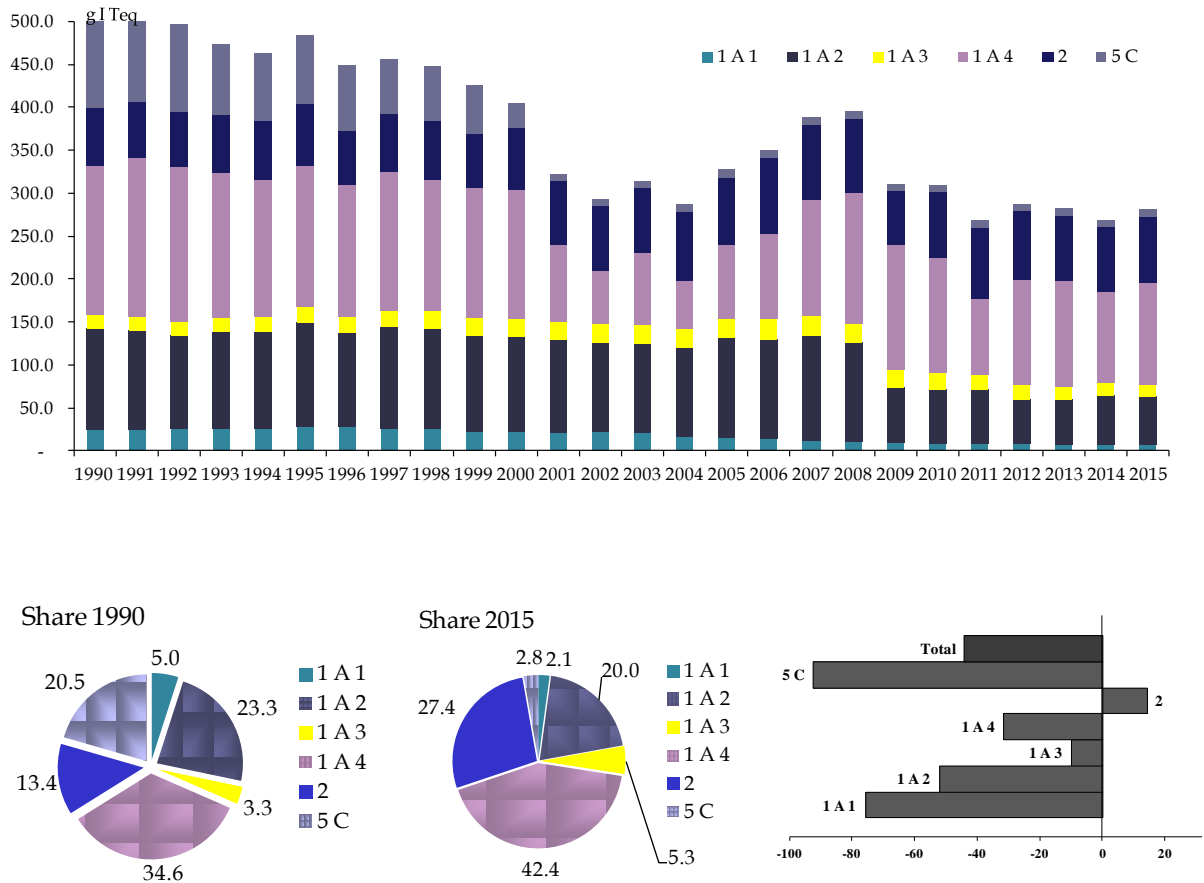 g I Teq
500.0
450.0
400.0
350.0
300.0
250.0
200.0
150.0
100.0
50.0
-
1 A 1 1 A 2 1 A 3 1 A 4 2 5 C
1990 1991 1992 1993 1994 1995 1996 1997 1998 1999 2000 2001 2002 2003 2004 2005 2006 2007 2008 2009 2010 2011 2012 2013 2014 2015
Share 1990
5.0
23.3
3.3
34.6
13.4
20.5
1 A 1
1 A 2
1 A 3
1 A 4
2
5 C
Share 2015
2.8 2.1
20.0
5.3
42.4
27.4
1 A 1
1 A 2
1 A 3
1 A 4
2
5 C
Total
5 C
2
1 A 4
1 A 3
1 A 2
1 A 1
-100 -80 -60 -40 -20 0 20